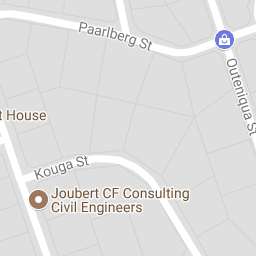 Paarlberg St
Outeniqua St
t House
Kouga St
Joubert CF Consulting
Civil Engineers